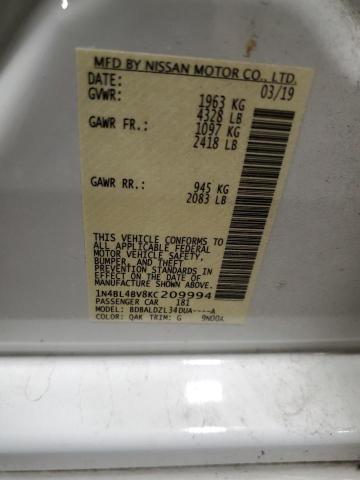 MFD BY NISSAN MOTOR CO., LTD.
DATE: 03/19
GVWR: 1963 KG
4328 LB
GAWR FR.: 1097 KG
2418 LB
GAWR RR.: 945 KG
2083 LB
THIS VEHICLE CONFORMS TO
ALL APPLICABLE FEDERAL
MOTOR VEHICLE SAFETY,
BUMPER, AND THEFT
PREVENTION STANDARDS IN
EFFECT ON THE DATE OF
MANUFACTURE SHOWN ABOVE.
1N4BL4BV8KC209994
PASSENGER CAR 181
MODEL: BDBALDZL34DUA----A
COLOR: QAK TRIM: G 9N00A